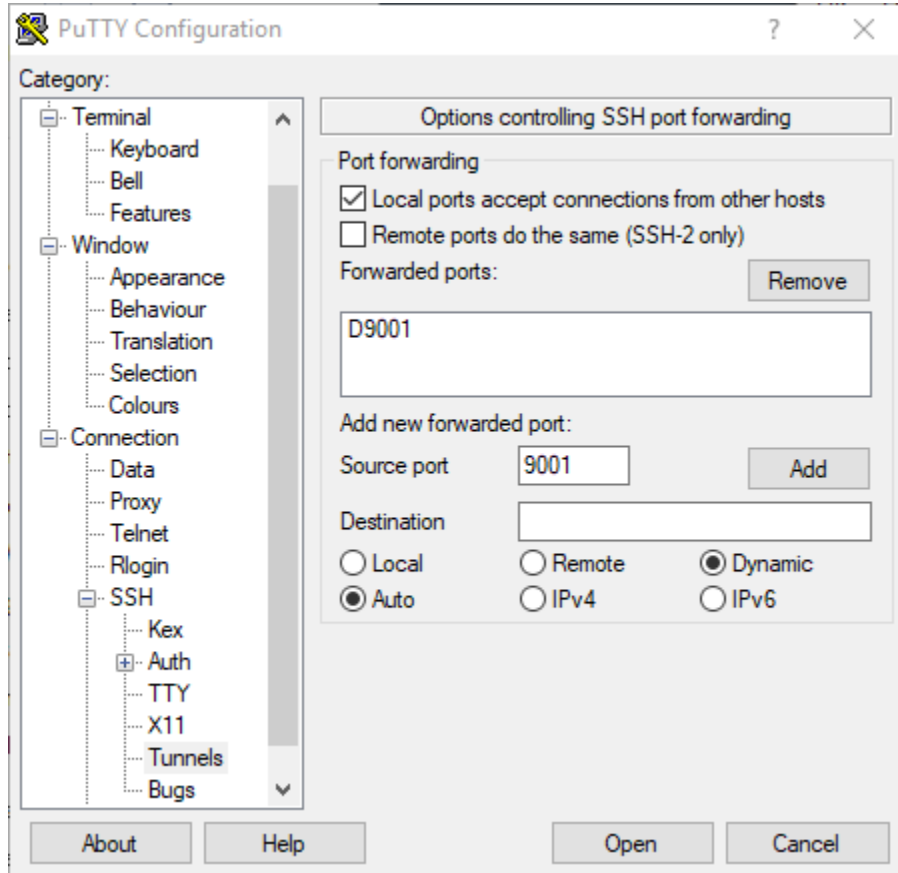 PuTTY Configuration
?
Category:
Terminal
Keyboard
Bell
Features
Window
Appearance
Behaviour
Translation
Selection
Colours
Connection
Data
Proxy
Telnet
Rlogin
SSH
Kex
Auth
TTY
X11
Tunnels
Bugs
Options controlling SSH port forwarding
Port forwarding
Local ports accept connections from other hosts
Remote ports do the same (SSH-2 only)
Forwarded ports:
Remove
D9001
Add new forwarded port:
Source port 9001 Add
Destination
Local Remote Dynamic
Auto IPv4 IPv6
About Help Open Cancel